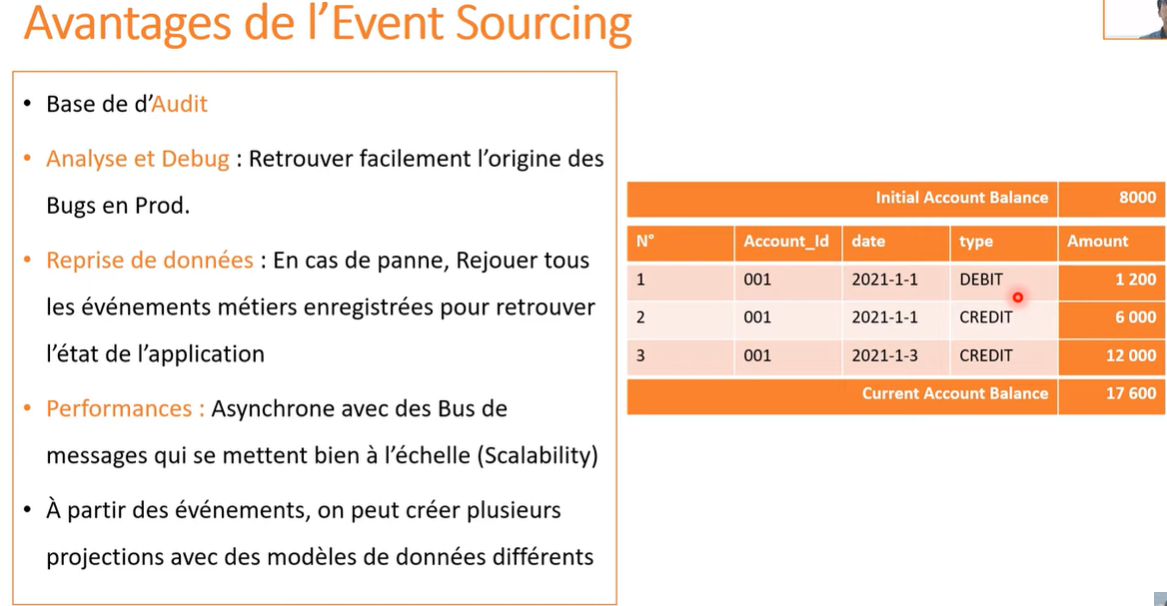 Avantages de l'Event Sourcing
• Base de d'Audit
• Analyse et Debug : Retrouver facilement l'origine des
Bugs en Prod.
• Reprise de données : En cas de panne, Rejouer tous
les événements métiers enregistrées pour retrouver
l'état de l'application
• Performances : Asynchrone avec des Bus de
messages qui se mettent bien à l'échelle (Scalability)
• À partir des événements, on peut créer plusieurs
projections avec des modèles de données différents
Initial Account Balance 8000
N° Account_Id date type Amount
1 001 2021-1-1 DEBIT 1 200
2 001 2021-1-1 CREDIT 6 000
3 001 2021-1-3 CREDIT 12 000
Current Account Balance 17 600